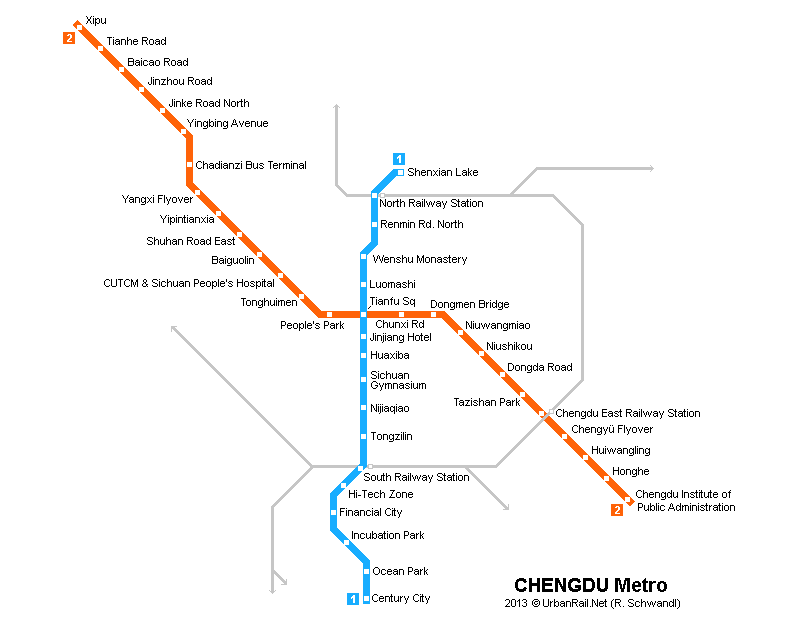 Xipu
2
Tianhe Road
Baicao Road
Jinzhou Road
Jinke Road North
Yingbing Avenue
Chadianzi Bus Terminal
1
Shenxian Lake
Yangxi Flyover
North Railway Station
Yipintianxia
Renmin Rd. North
Shuhan Road East
Baiguolin
Wenshu Monastery
CUTCM & Sichuan People's Hospital
Luomashi
Tonghuimen
Tianfu Sq
Dongmen Bridge
People's Park
Chunxi Rd
Niuwangmiao
Jinjiang Hotel
Niushikou
Huaxiba
Dongda Road
Sichuan
Gymnasium
Tazishan Park
Nijiaqiao
Chengdu East Railway Station
Chengyü Flyover
Tongzilin
Huiwangling
Honghe
South Railway Station
Hi-Tech Zone
Chengdu Institute of
Public Administration
2
Financial City
Incubation Park
Ocean Park
1
Century City
CHENGDU Metro
2013 © UrbanRail.Net (R. Schwandl)